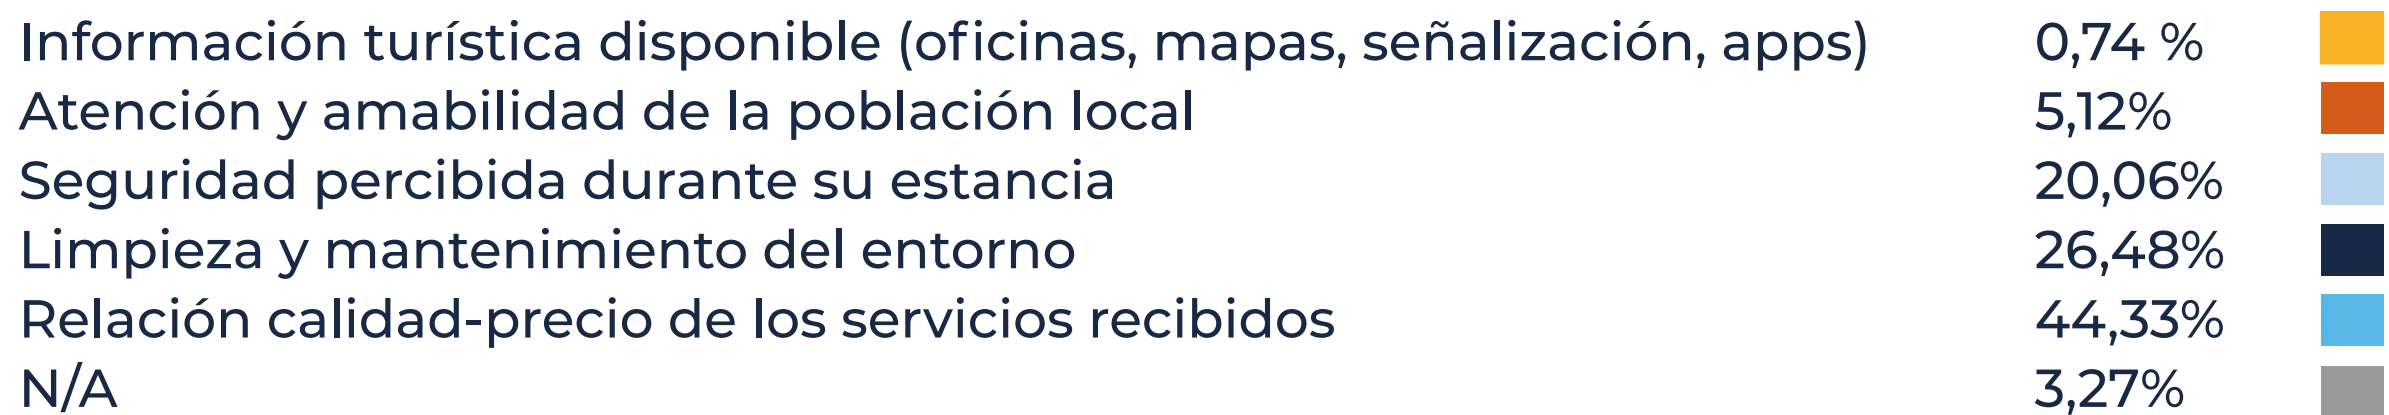 Información turística disponible (oficinas, mapas, señalización, apps) 0,74 %
Atención y amabilidad de la población local 5,12%
Seguridad percibida durante su estancia 20,06%
Limpieza y mantenimiento del entorno 26,48%
Relación calidad-precio de los servicios recibidos 44,33%
N/A 3,27%